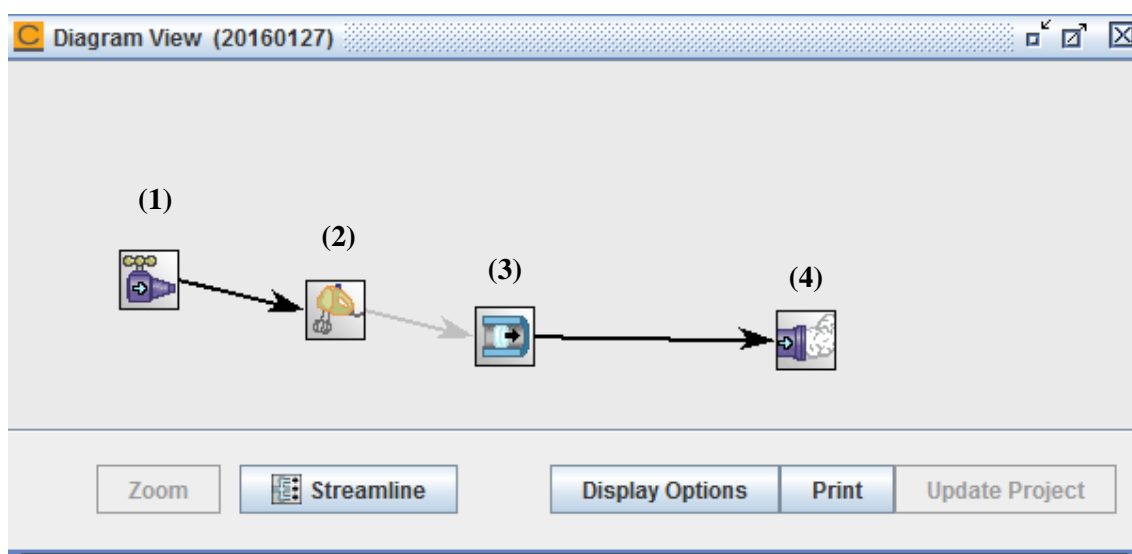 C Diagram View (20160127)
(1)
(2)
(3)
(4)
Zoom
Streamline
Display Options
Print
Update Project